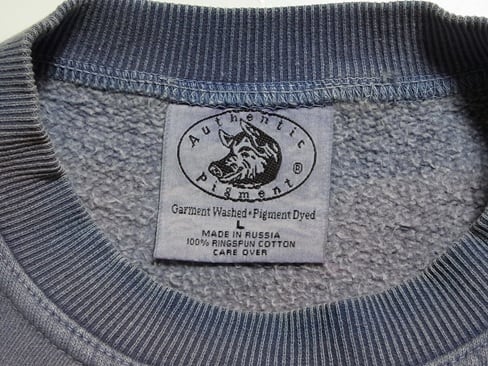 Authentic
Pigment ®
Garment Washed • Pigment Dyed
L
MADE IN RUSSIA
100% RINGSPUN COTTON
CARE OVER